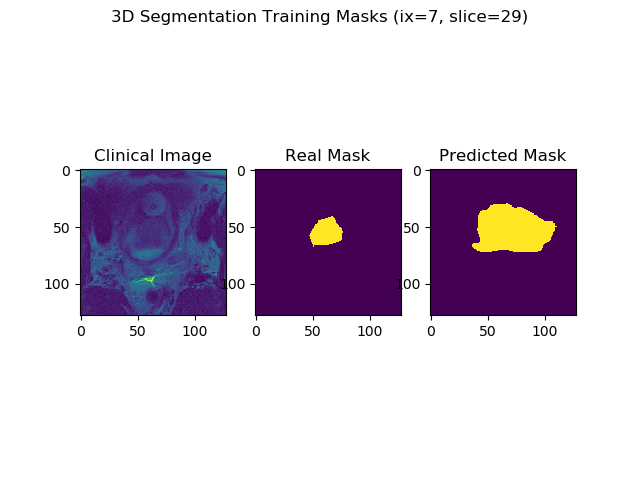 3D Segmentation Training Masks (ix=7, slice=29)
Clinical Image Real Mask Predicted Mask
0 0 0
50 50 50
100 100 100
0 50 100 0 50 100 0 50 100